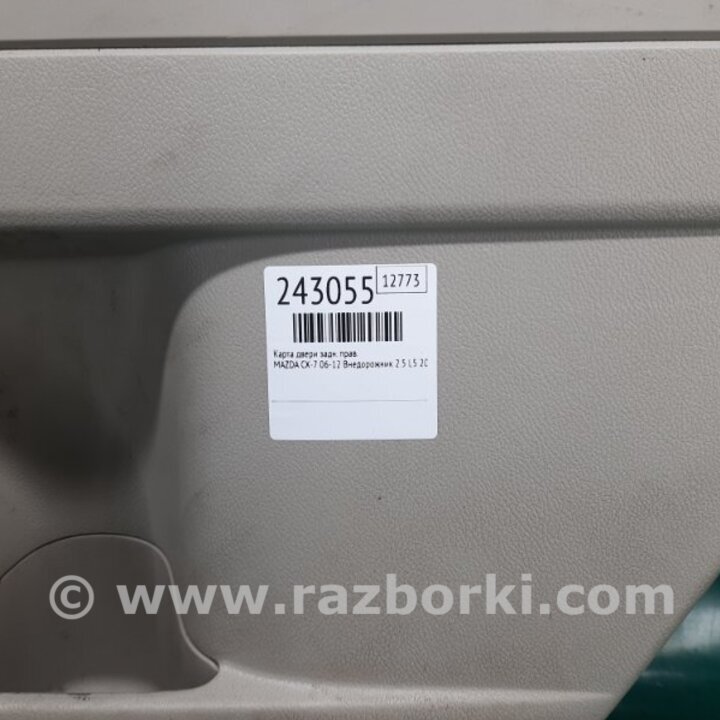 243055
12773
Карта двери задн. прав.
MAZDA CX-7 06-12 Внедорожник 2.5 L5 20
© www.razborki.com